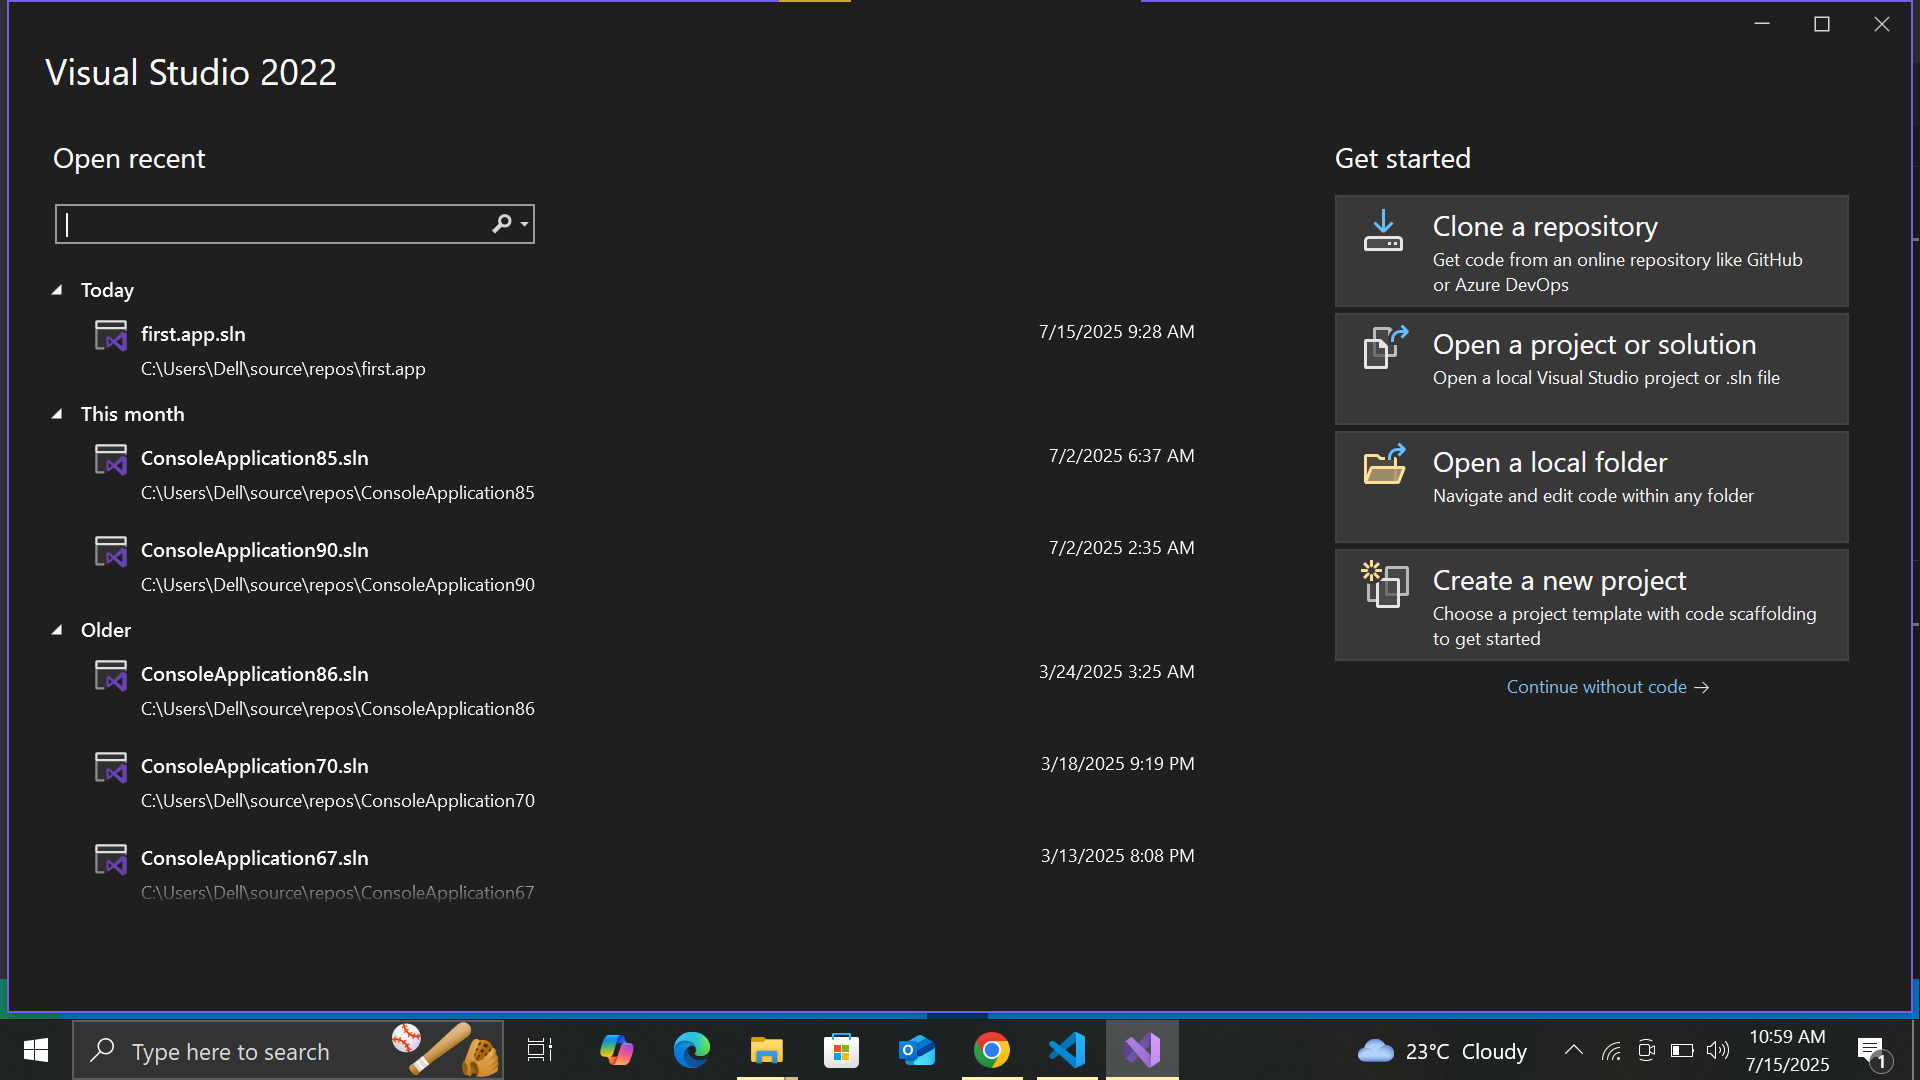 Visual Studio 2022
Open recent
Today
first.app.sln
7/15/2025 9:28 AM
C:\Users\Dell\source\repos\first.app
This month
ConsoleApplication85.sln
7/2/2025 6:37 AM
C:\Users\Dell\source\repos\ConsoleApplication85
ConsoleApplication90.sln
7/2/2025 2:35 AM
C:\Users\Dell\source\repos\ConsoleApplication90
Older
ConsoleApplication86.sln
3/24/2025 3:25 AM
C:\Users\Dell\source\repos\ConsoleApplication86
ConsoleApplication70.sln
3/18/2025 9:19 PM
C:\Users\Dell\source\repos\ConsoleApplication70
ConsoleApplication67.sln
3/13/2025 8:08 PM
C:\Users\Dell\source\repos\ConsoleApplication67
Get started
Clone a repository
Get code from an online repository like GitHub
or Azure DevOps
Open a project or solution
Open a local Visual Studio project or .sln file
Open a local folder
Navigate and edit code within any folder
Create a new project
Choose a project template with code scaffolding
to get started
Continue without code →
Type here to search
23°C Cloudy
10:59 AM
7/15/2025
1